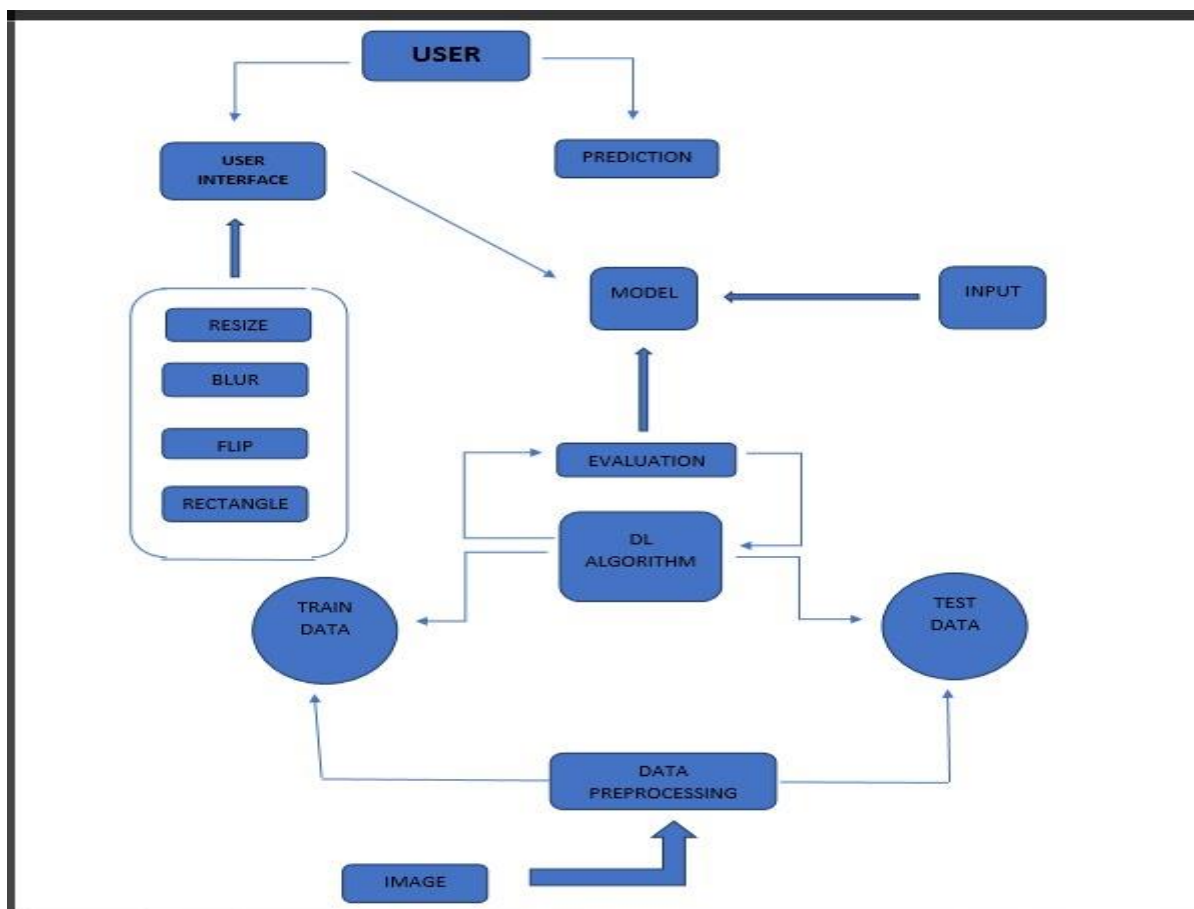 USER
USER
INTERFACE
PREDICTION
MODEL
INPUT
RESIZE
BLUR
FLIP
RECTANGLE
EVALUATION
DL
ALGORITHM
TRAIN
DATA
TEST
DATA
DATA
PREPROCESSING
IMAGE